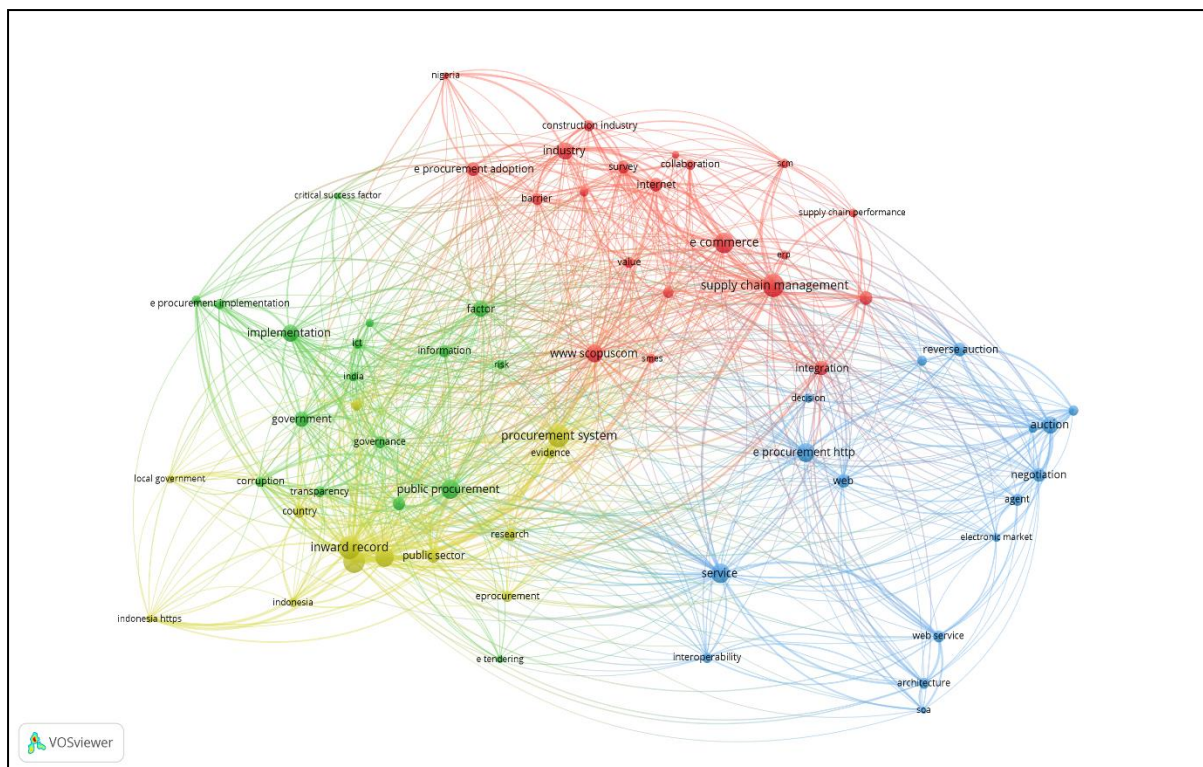 nigeria
construction industry
industry
survey
collaboration
scm
e procurement adoption
internet
critical success factor
barrier
supply chain performance
e commerce
erp
value
supply chain management
e procurement implementation
factor
implementation
ict
information
www scopuscom
smes
reverse auction
risk
integration
india
decision
government
auction
procurement system
governance
evidence
e procurement http
local government
corruption
transparency
public procurement
web
negotiation
agent
country
research
electronic market
inward record
public sector
service
indonesia
eprocurement
indonesia https
web service
e tendering
interoperability
architecture
soa
VOSviewer